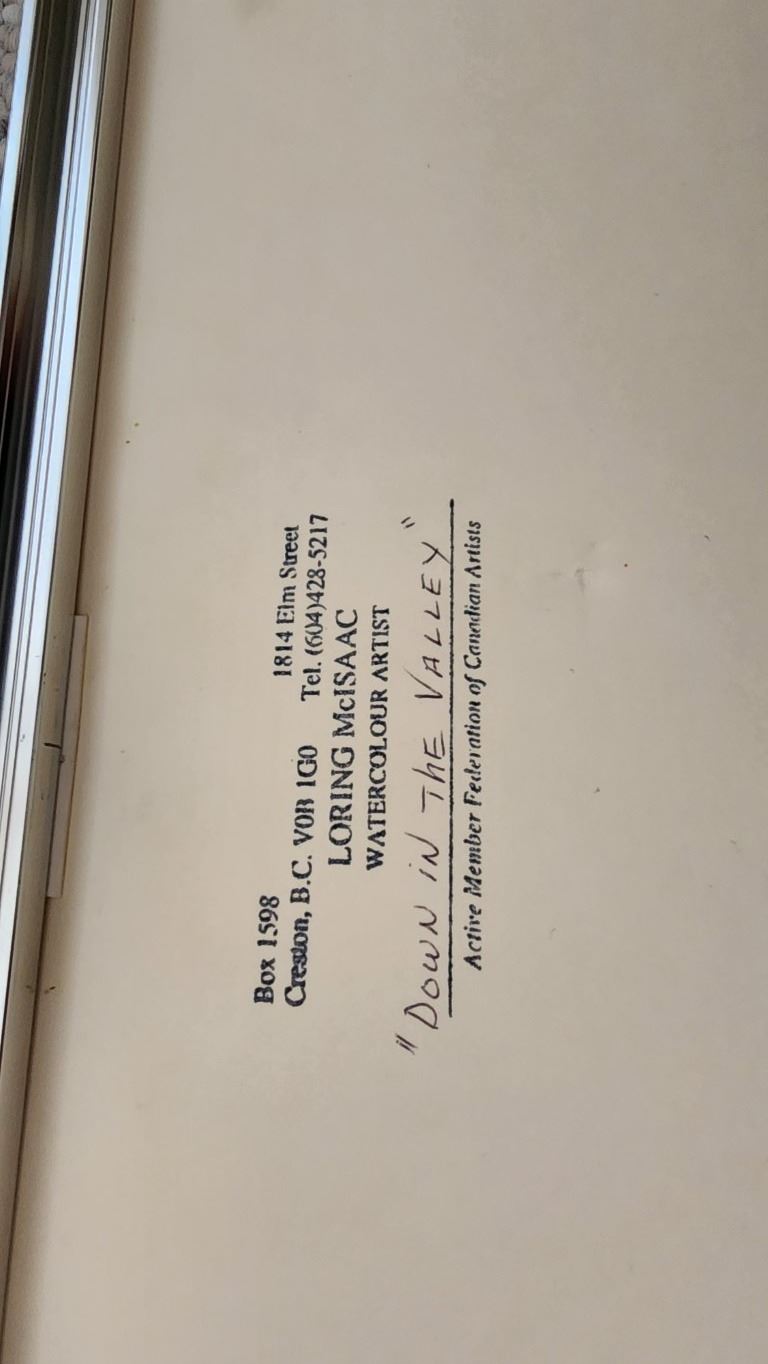 Box 1598 1814 Elm Street
Creston, B.C. V0B 1G0 Tel. (604)428-5217
LORING McISAAC
WATERCOLOUR ARTIST
"DOWN IN THE VALLEY"
Active Member Federation of Canadian Artists